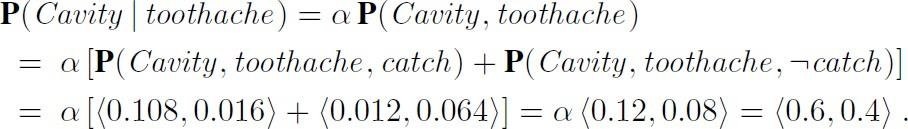 P(Cavity | toothache) = α P(Cavity, toothache)
= α [P(Cavity, toothache, catch) + P(Cavity, toothache, ¬catch)]
= α [⟨0.108, 0.016⟩ + ⟨0.012, 0.064⟩] = α ⟨0.12, 0.08⟩ = ⟨0.6, 0.4⟩ .